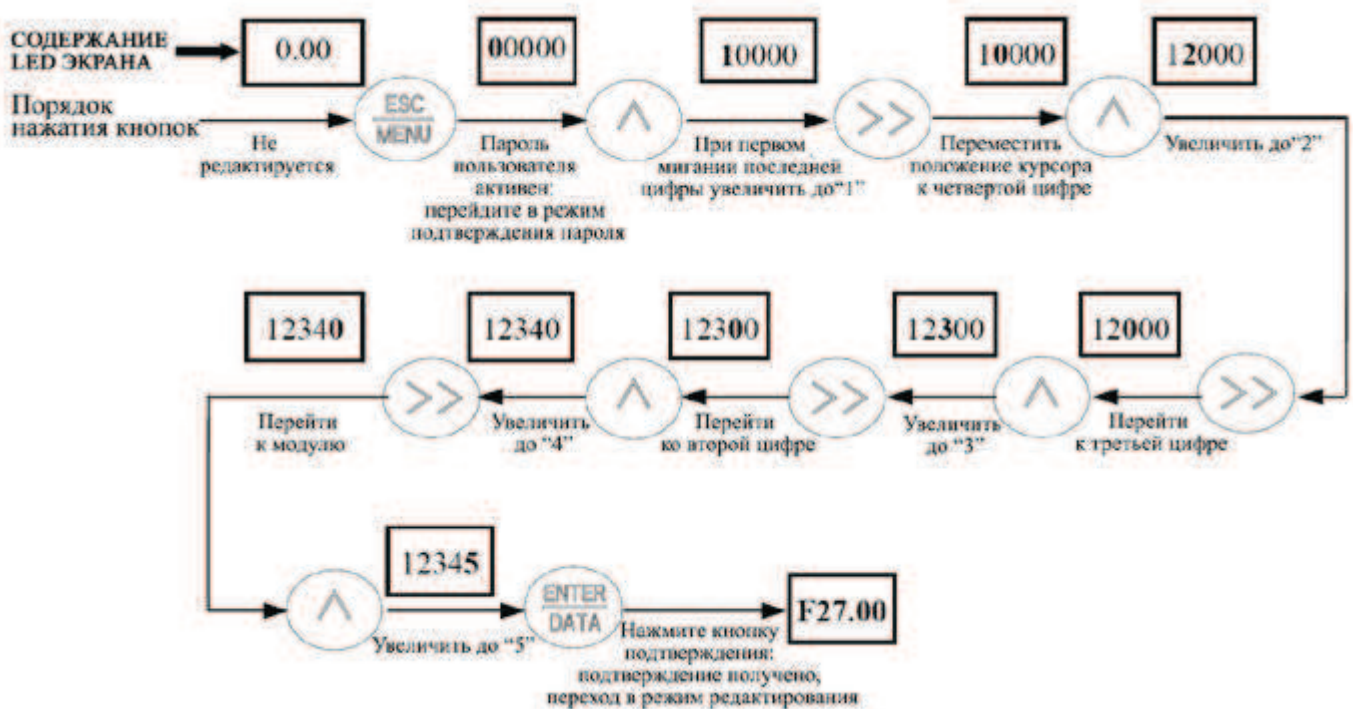 СОДЕРЖАНИЕ
LED ЭКРАНА
0.00
00000
10000
10000
12000
Порядок
нажатия кнопок
Не
редактируется
ESC
MENU
Пароль
пользователя
активен:
перейдите в режим
подтверждения пароля
При первом
мигании последней
цифры увеличить до“1”
>>
Переместить
положение курсора
к четвертой цифре
Увеличить до“2”
12340
12340
12300
12300
12000
>>
>>
>>
Перейти
к модулю
Увеличить
до “4”
Перейти
ко второй цифре
Увеличить
до “3”
Перейти
к третьей цифре
12345
Увеличить до “5”
ENTER
DATA
Нажмите кнопку
подтверждения:
подтверждение получено,
переход в режим редактирования
F27.00